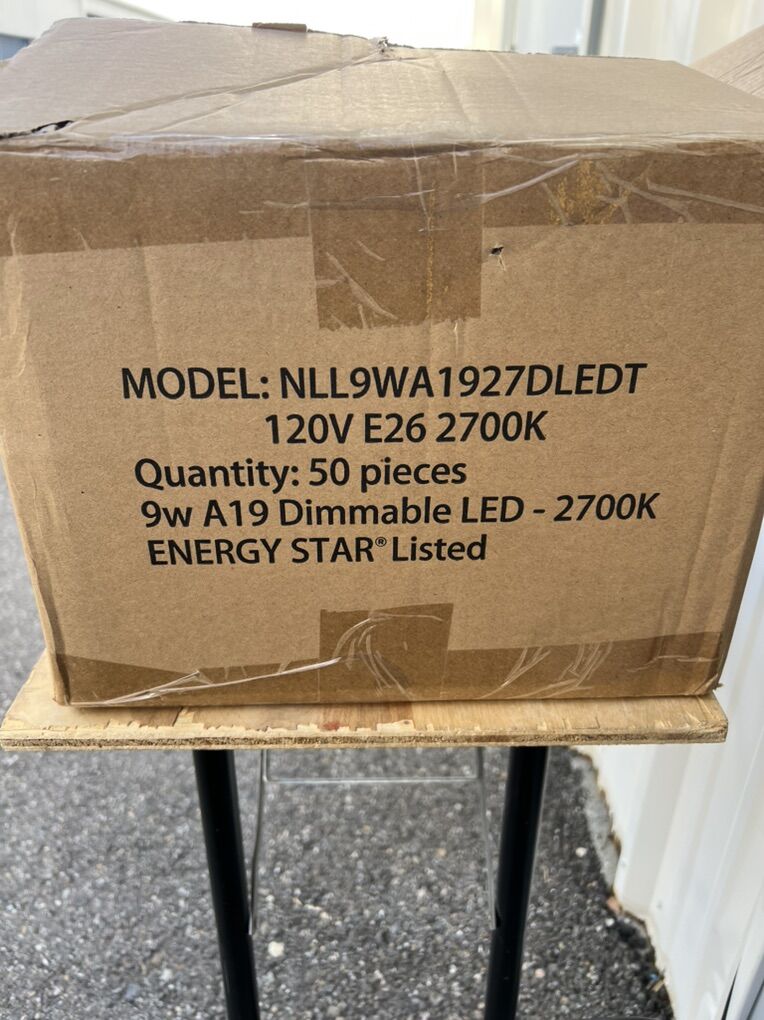 MODEL: NLL9WA1927DLEDT
120V E26 2700K
Quantity: 50 pieces
9w A19 Dimmable LED - 2700K
ENERGY STAR® Listed